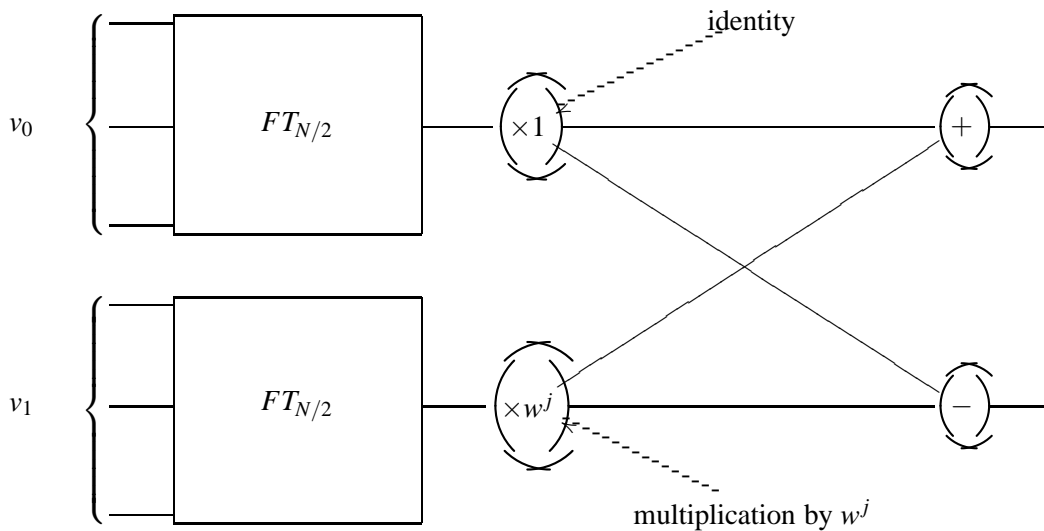 identity
v₀
FT_{N/2}
×1
+
v₁
FT_{N/2}
×w^j
−
multiplication by w^j